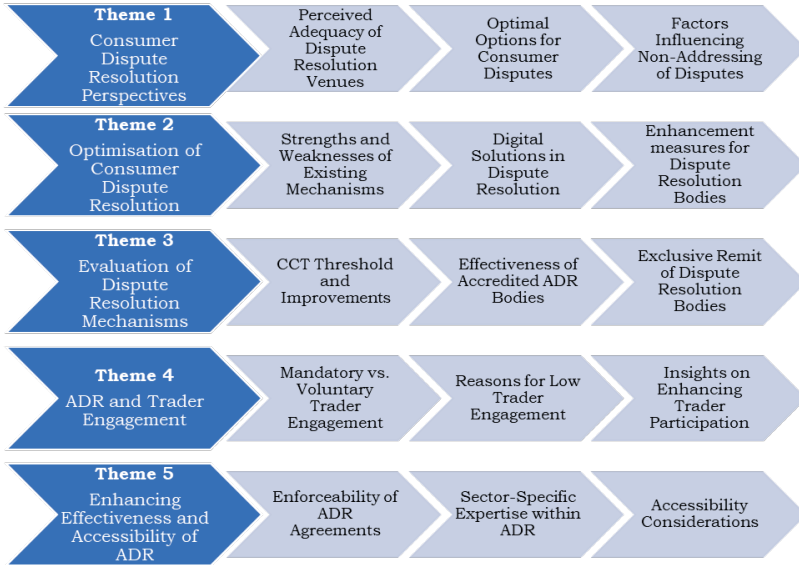 Theme 1
Consumer
Dispute
Resolution
Perspectives
Perceived
Adequacy of
Dispute
Resolution
Venues
Optimal
Options for
Consumer
Disputes
Factors
Influencing
Non-Addressing
of Disputes
Theme 2
Optimisation of
Consumer
Dispute
Resolution
Strengths and
Weaknesses of
Existing
Mechanisms
Digital
Solutions in
Dispute
Resolution
Enhancement
measures for
Dispute
Resolution
Bodies
Theme 3
Evaluation of
Dispute
Resolution
Mechanisms
CCT Threshold
and
Improvements
Effectiveness of
Accredited ADR
Bodies
Exclusive Remit
of Dispute
Resolution
Bodies
Theme 4
ADR and Trader
Engagement
Mandatory vs.
Voluntary
Trader
Engagement
Reasons for Low
Trader
Engagement
Insights on
Enhancing
Trader
Participation
Theme 5
Enhancing
Effectiveness and
Accessibility of
ADR
Enforceability of
ADR
Agreements
Sector-Specific
Expertise within
ADR
Accessibility
Considerations